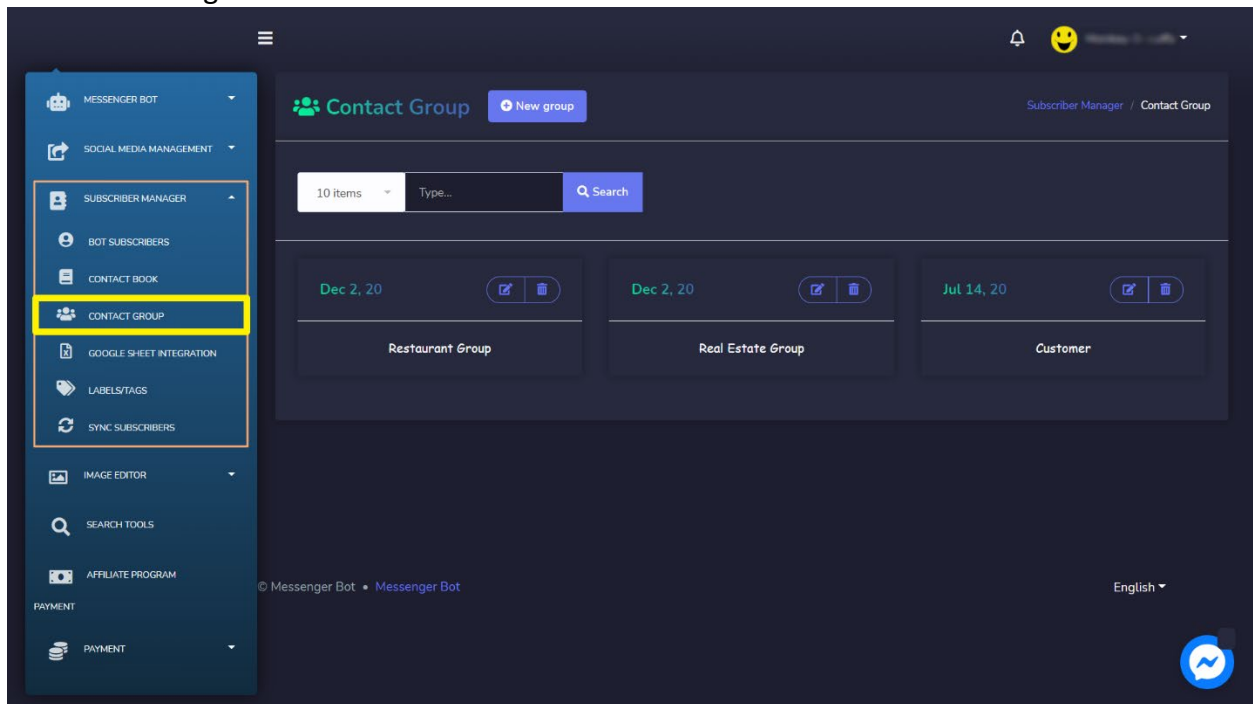 MESSENGER BOT
SOCIAL MEDIA MANAGEMENT
SUBSCRIBER MANAGER
BOT SUBSCRIBERS
CONTACT BOOK
CONTACT GROUP
GOOGLE SHEET INTEGRATION
LABELS/TAGS
SYNC SUBSCRIBERS
IMAGE EDITOR
SEARCH TOOLS
AFFILIATE PROGRAM
PAYMENT
PAYMENT
Contact Group New group Subscriber Manager / Contact Group
10 items Type... Search
Dec 2, 20 Dec 2, 20 Jul 14, 20
Restaurant Group Real Estate Group Customer
© Messenger Bot • Messenger Bot English